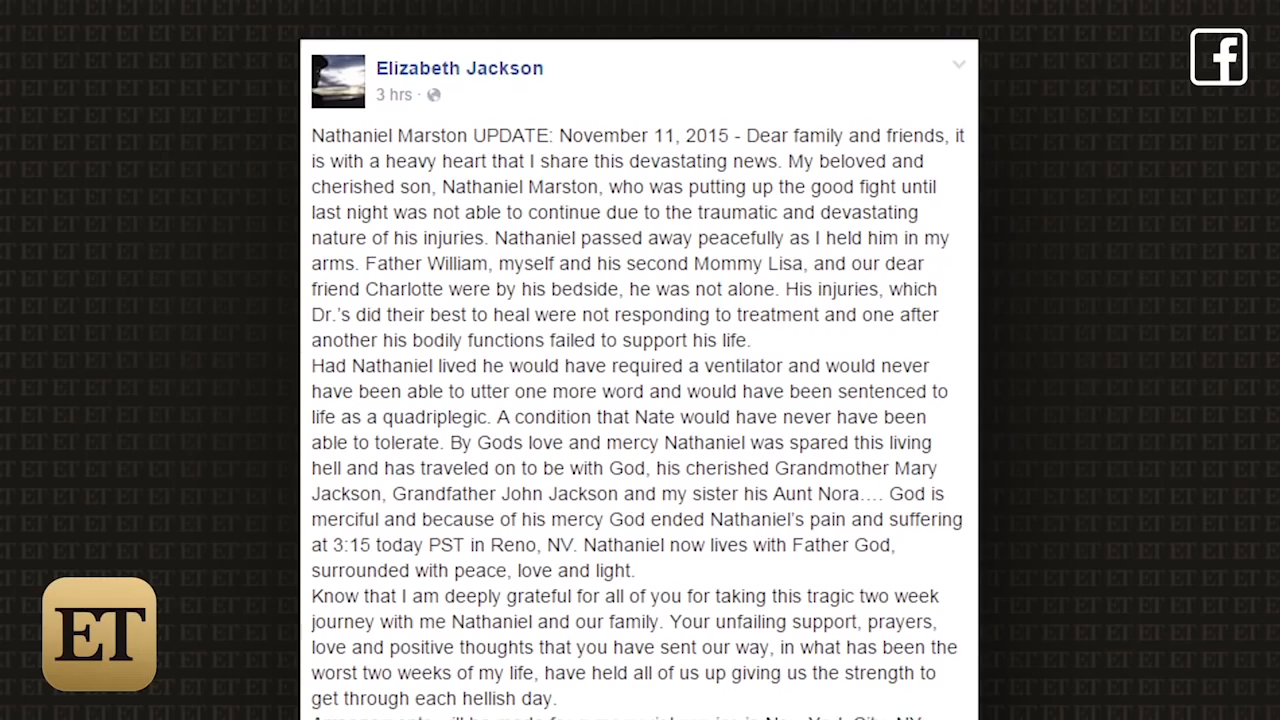 Elizabeth Jackson
3 hrs ·
Nathaniel Marston UPDATE: November 11, 2015 - Dear family and friends, it
is with a heavy heart that I share this devastating news. My beloved and
cherished son, Nathaniel Marston, who was putting up the good fight until
last night was not able to continue due to the traumatic and devastating
nature of his injuries. Nathaniel passed away peacefully as I held him in my
arms. Father William, myself and his second Mommy Lisa, and our dear
friend Charlotte were by his bedside, he was not alone. His injuries, which
Dr.'s did their best to heal were not responding to treatment and one after
another his bodily functions failed to support his life.
Had Nathaniel lived he would have required a ventilator and would never
have been able to utter one more word and would have been sentenced to
life as a quadriplegic. A condition that Nate would have never have been
able to tolerate. By Gods love and mercy Nathaniel was spared this living
hell and has traveled on to be with God, his cherished Grandmother Mary
Jackson, Grandfather John Jackson and my sister his Aunt Nora.... God is
merciful and because of his mercy God ended Nathaniel's pain and suffering
at 3:15 today PST in Reno, NV. Nathaniel now lives with Father God,
surrounded with peace, love and light.
Know that I am deeply grateful for all of you for taking this tragic two week
journey with me Nathaniel and our family. Your unfailing support, prayers,
love and positive thoughts that you have sent our way, in what has been the
worst two weeks of my life, have held all of us up giving us the strength to
get through each hellish day.
ET